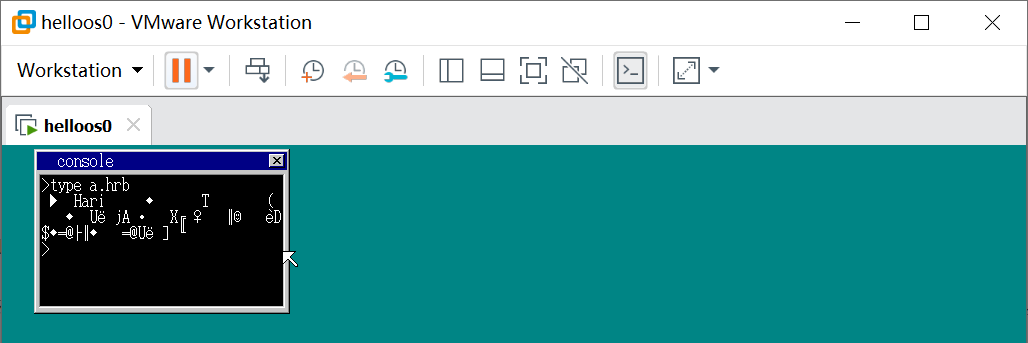 helloos0 - VMware Workstation
Workstation
helloos0
console
>type a.hrb
Hari ♦ T (
♦ Uë jA • X╔ ♀ ║◙ èD
$♦═@├║♦ ═@Uë ]
>